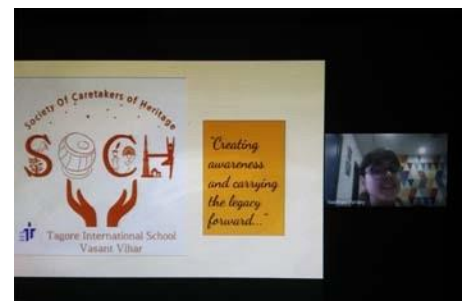 Society Of Caretakers of Heritage
SOCH
Tagore International School
Vasant Vihar
"Creating
awareness
and carrying
the legacy
forward..."